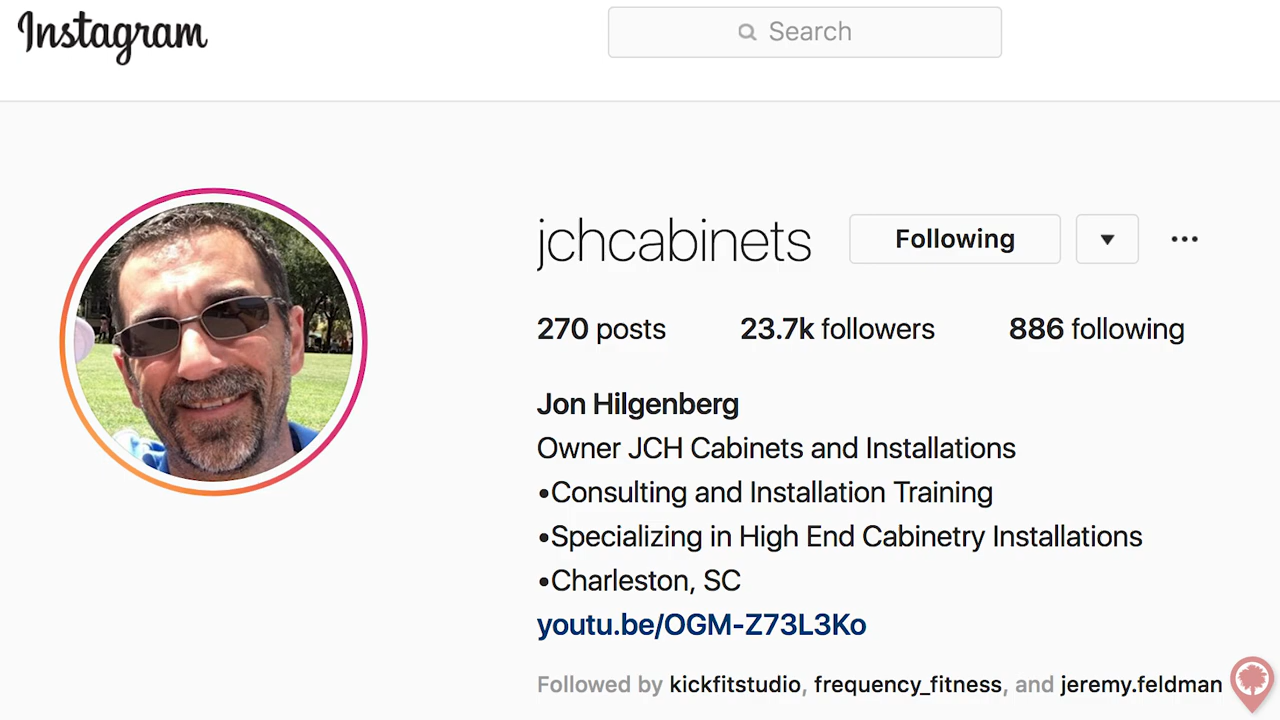 Instagram
Search
jchcabinets Following
270 posts 23.7k followers 886 following
Jon Hilgenberg
Owner JCH Cabinets and Installations
•Consulting and Installation Training
•Specializing in High End Cabinetry Installations
•Charleston, SC
youtu.be/OGM-Z73L3Ko
Followed by kickfitstudio, frequency_fitness, and jeremy.feldman